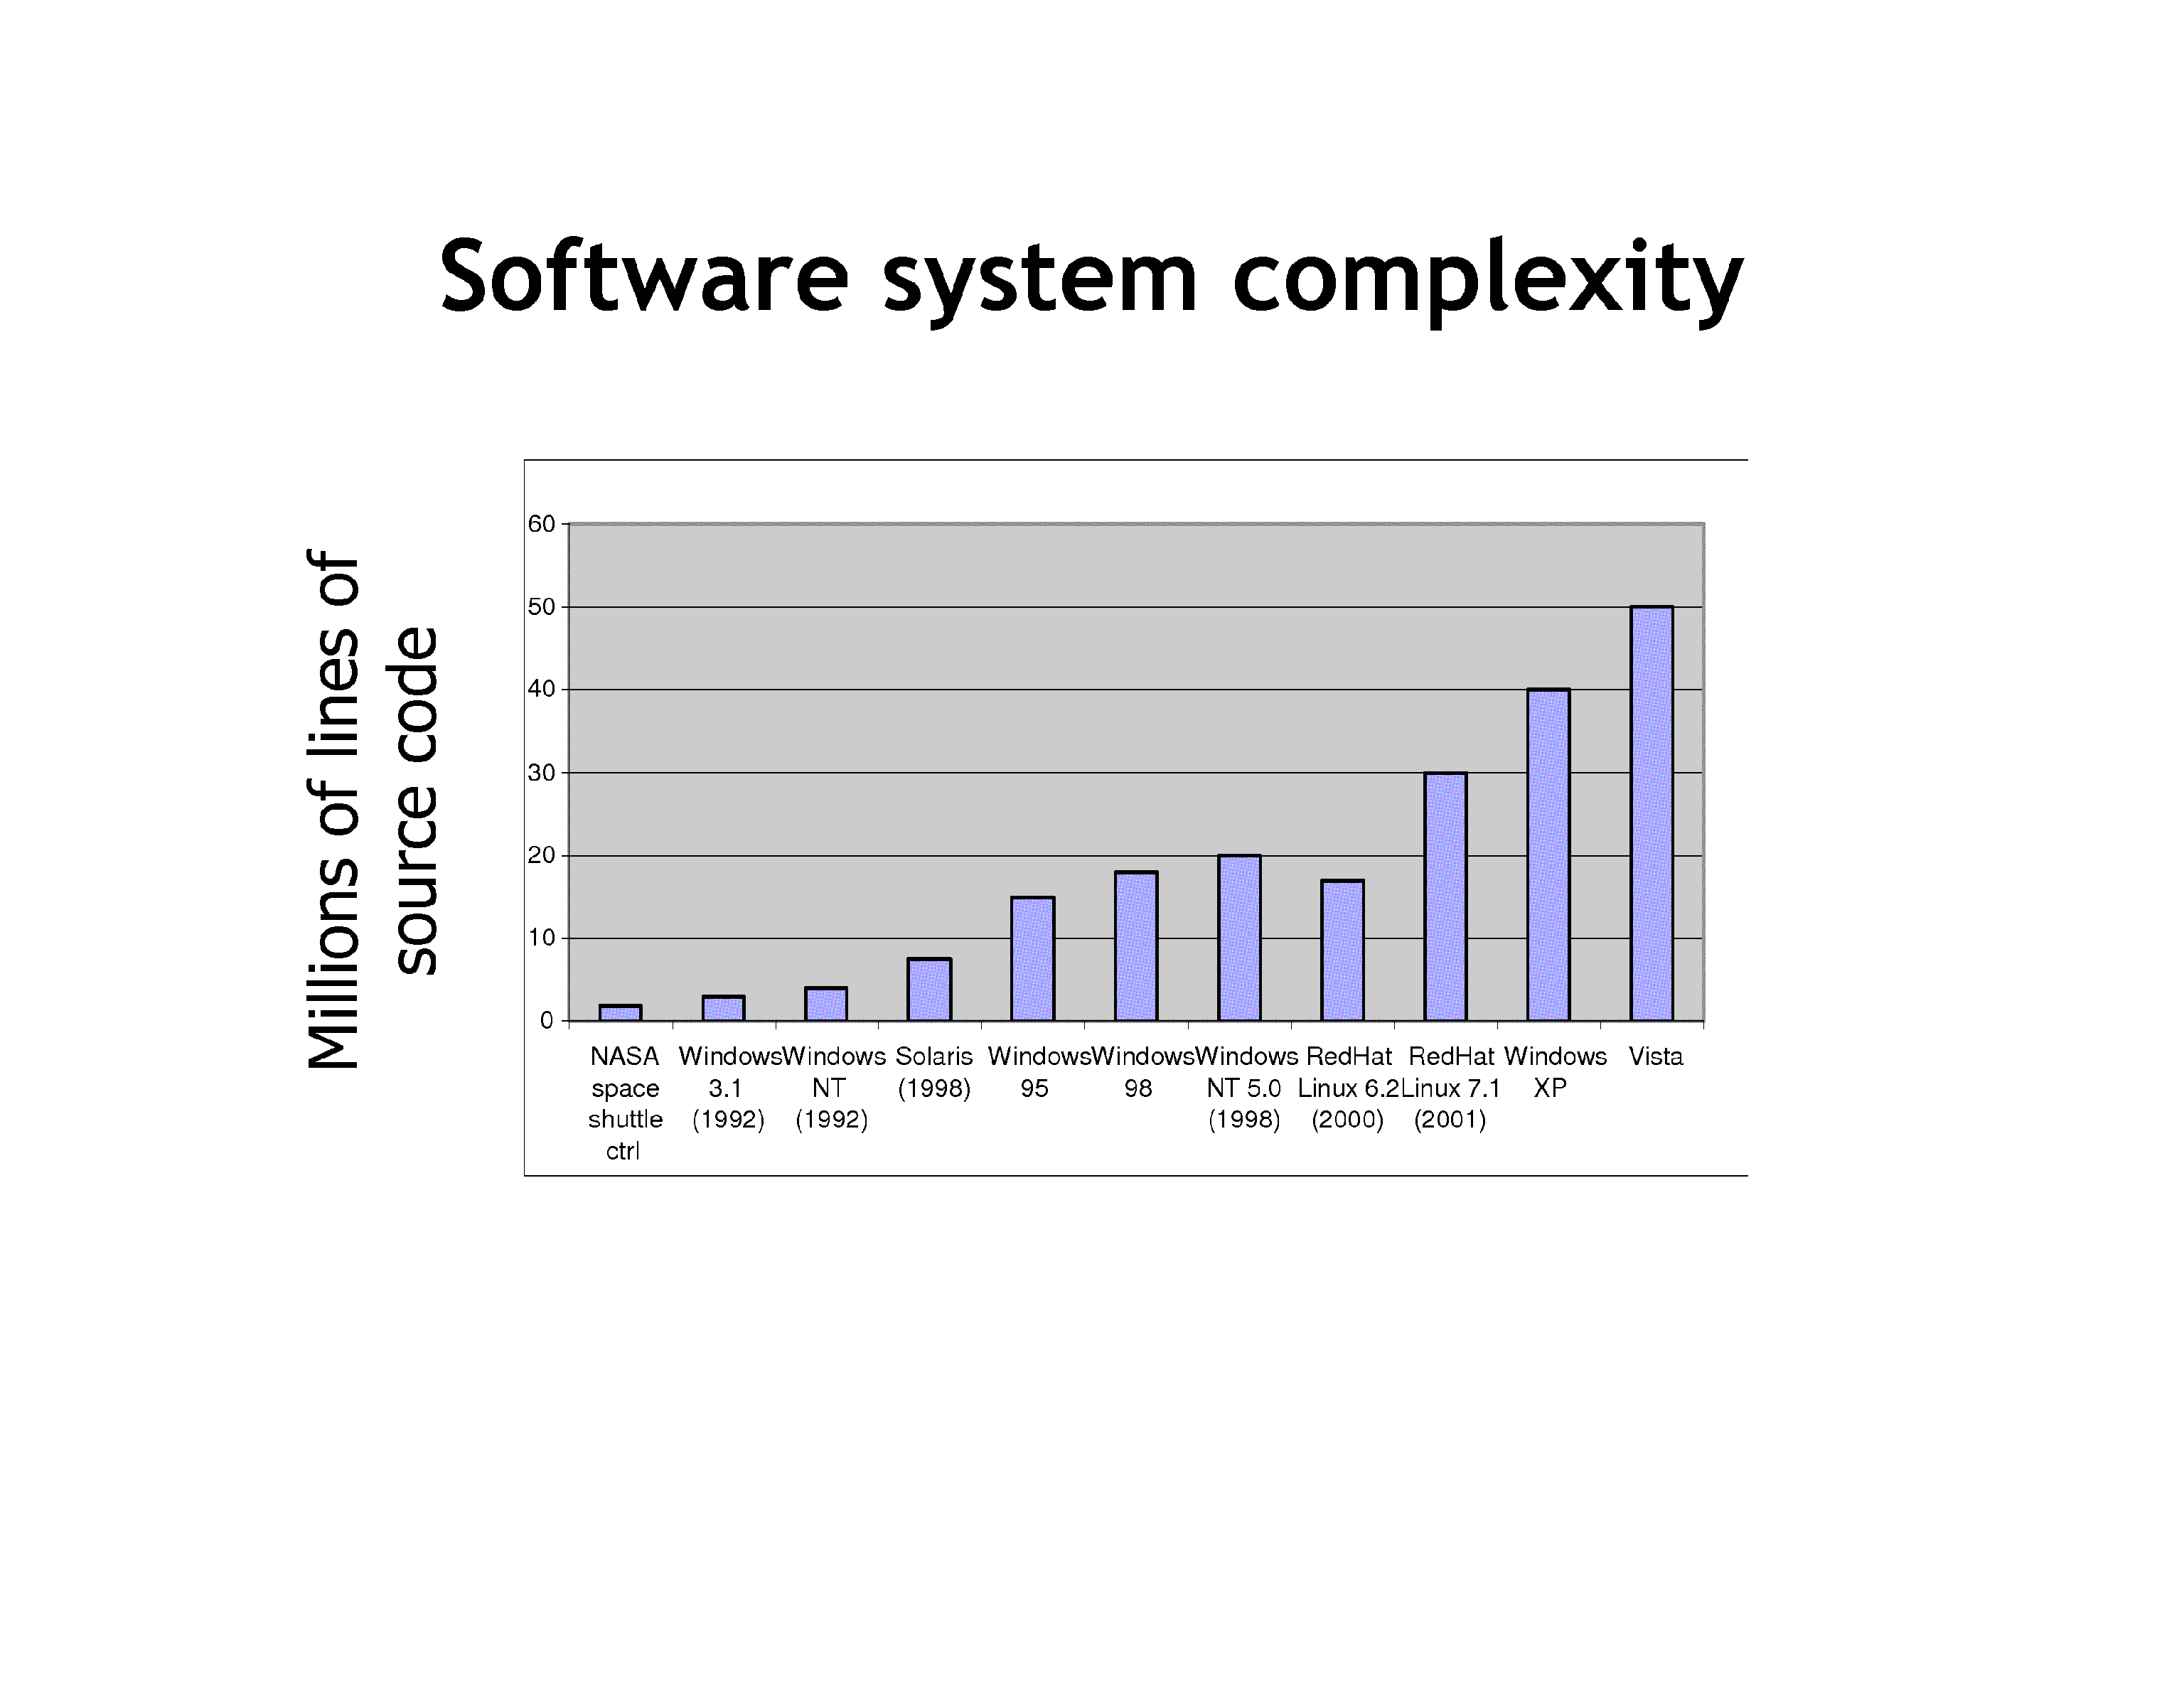 Software system complexity
Millions of lines of
source code
60
50
40
30
20
10
0
NASA
space
shuttle
ctrl
Windows
3.1
(1992)
Windows
NT
(1992)
Solaris
(1998)
Windows
95
Windows
98
Windows
NT 5.0
(1998)
RedHat
Linux 6.2
(2000)
RedHat
Linux 7.1
(2001)
Windows
XP
Vista